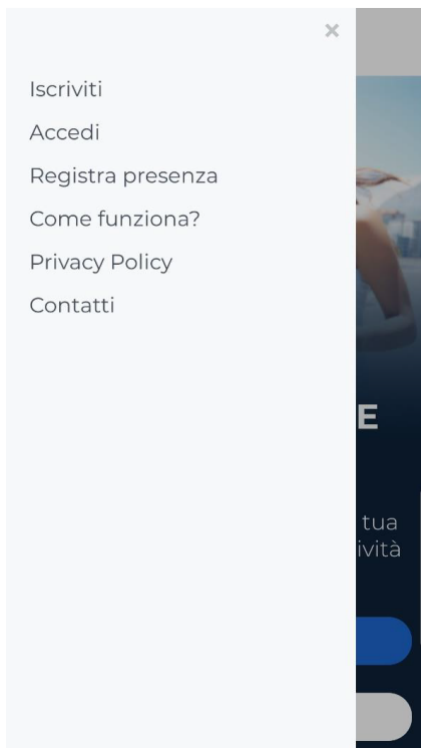 Iscriviti
Accedi
Registra presenza
Come funziona?
Privacy Policy
Contatti
E
tua
ività